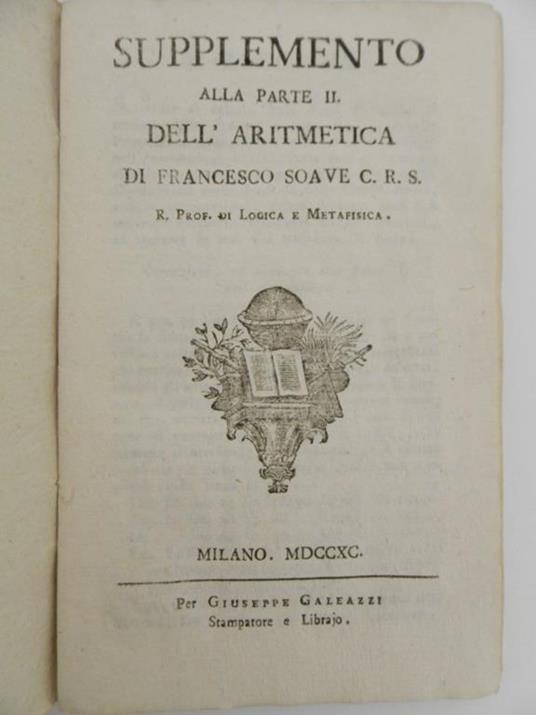 SUPPLEMENTO
ALLA PARTE II.
DELL' ARITMETICA
DI FRANCESCO SOAVE C. R. S.
R. PROF. DI LOGICA E METAFISICA.
MILANO. MDCCXC.
Per GIUSEPPE GALEAZZI
Stampatore e Librajo.